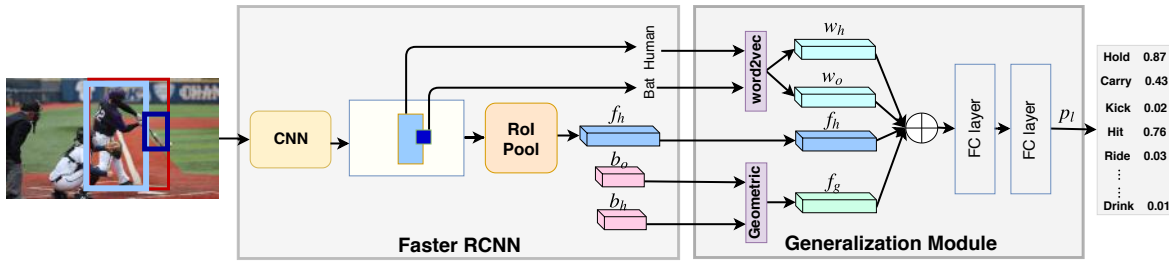 CNN
RoI
Pool
Human
Bat
f_h
b_o
b_h
Faster RCNN
word2vec
Geometric
w_h
w_o
f_h
f_g
FC layer
FC layer
p_l
Generalization Module
Hold 0.87
Carry 0.43
Kick 0.02
Hit 0.76
Ride 0.03
Drink 0.01